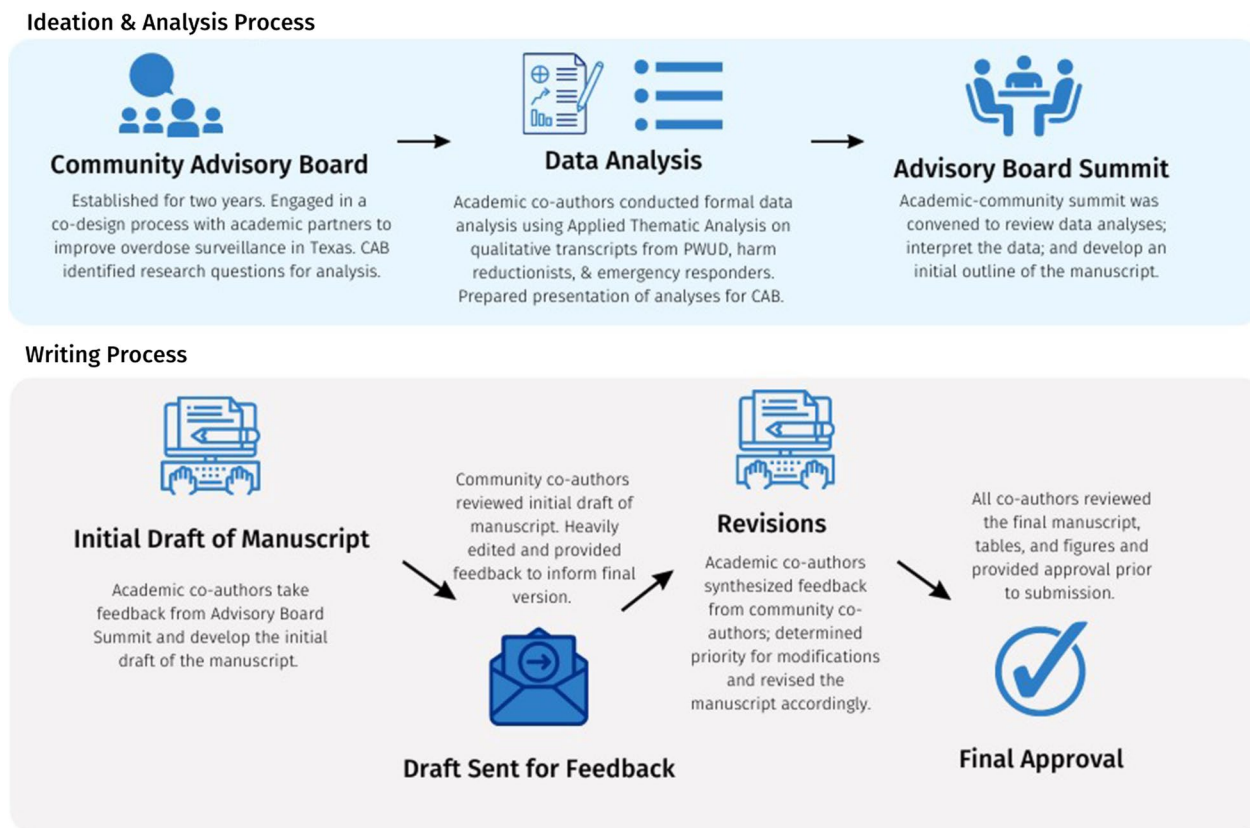 Ideation & Analysis Process
Community Advisory Board
Established for two years. Engaged in a
co-design process with academic partners to
improve overdose surveillance in Texas. CAB
identified research questions for analysis.
Data Analysis
Academic co-authors conducted formal data
analysis using Applied Thematic Analysis on
qualitative transcripts from PWUD, harm
reductionists, & emergency responders.
Prepared presentation of analyses for CAB.
Advisory Board Summit
Academic-community summit was
convened to review data analyses;
interpret the data; and develop an
initial outline of the manuscript.
Writing Process
Initial Draft of Manuscript
Academic co-authors take
feedback from Advisory Board
Summit and develop the initial
draft of the manuscript.
Community co-authors
reviewed initial draft of
manuscript. Heavily
edited and provided
feedback to inform final
version.
Draft Sent for Feedback
Revisions
Academic co-authors
synthesized feedback
from community co-
authors; determined
priority for modifications
and revised the
manuscript accordingly.
All co-authors reviewed
the final manuscript,
tables, and figures and
provided approval prior
to submission.
Final Approval